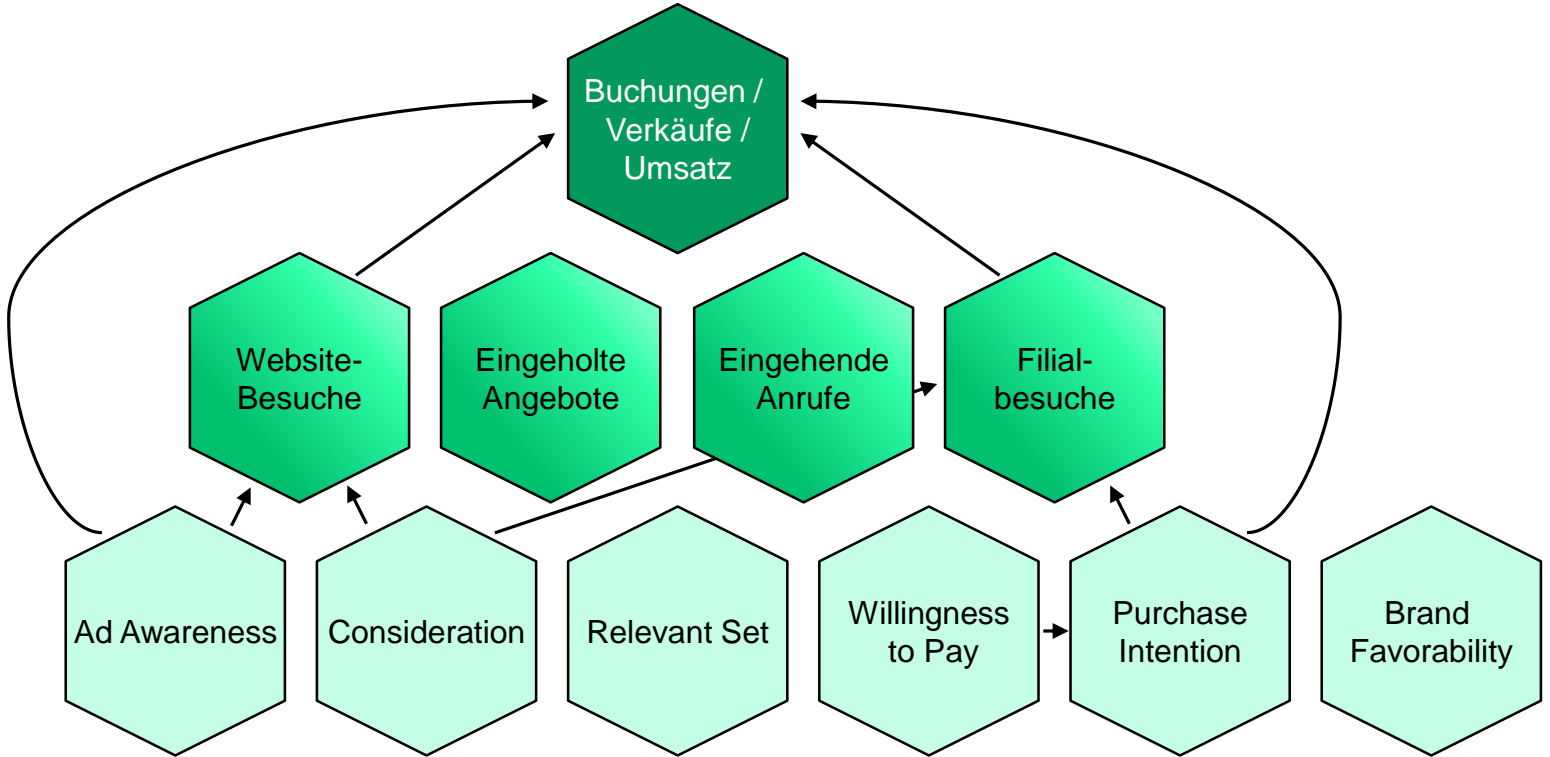 Buchungen /
Verkäufe /
Umsatz
Website-
Besuche
Eingeholte
Angebote
Eingehende
Anrufe
Filial-
besuche
Ad Awareness
Consideration
Relevant Set
Willingness
to Pay
Purchase
Intention
Brand
Favorability